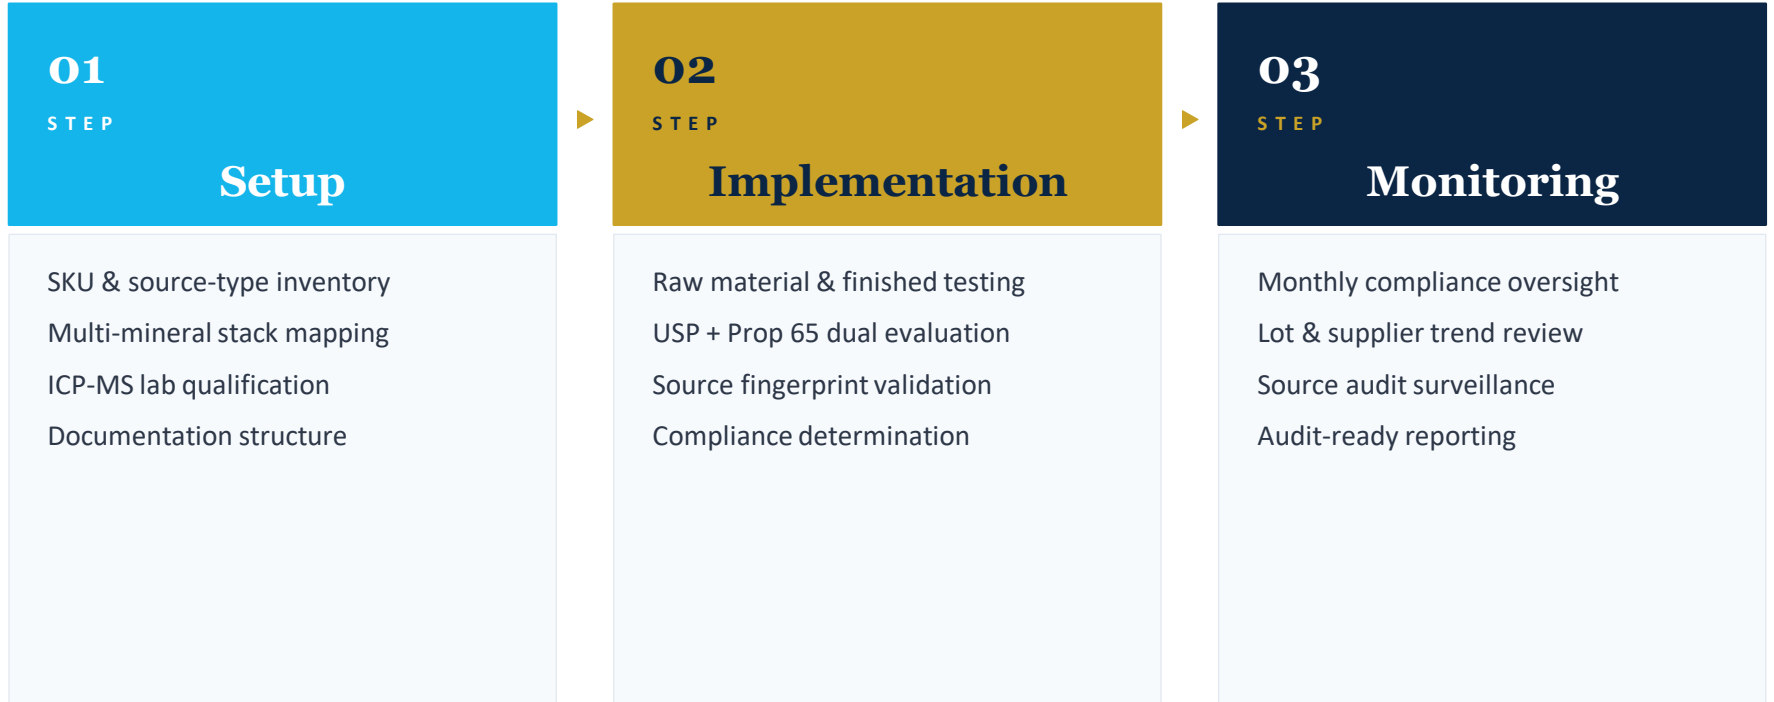 01
STEP
Setup
SKU & source-type inventory
Multi-mineral stack mapping
ICP-MS lab qualification
Documentation structure
02
STEP
Implementation
Raw material & finished testing
USP + Prop 65 dual evaluation
Source fingerprint validation
Compliance determination
03
STEP
Monitoring
Monthly compliance oversight
Lot & supplier trend review
Source audit surveillance
Audit-ready reporting